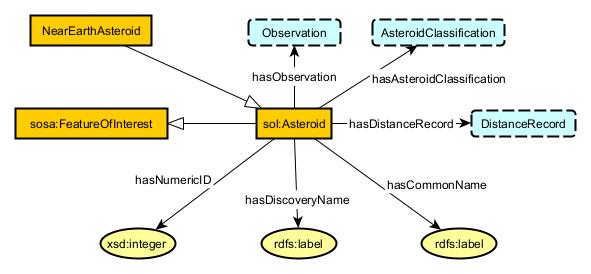 NearEarthAsteroid
Observation
AsteroidClassification
hasObservation
hasAsteroidClassification
sosa:FeatureOfInterest
sol:Asteroid
hasDistanceRecord
DistanceRecord
hasNumericID
hasDiscoveryName
hasCommonName
xsd:integer
rdfs:label
rdfs:label